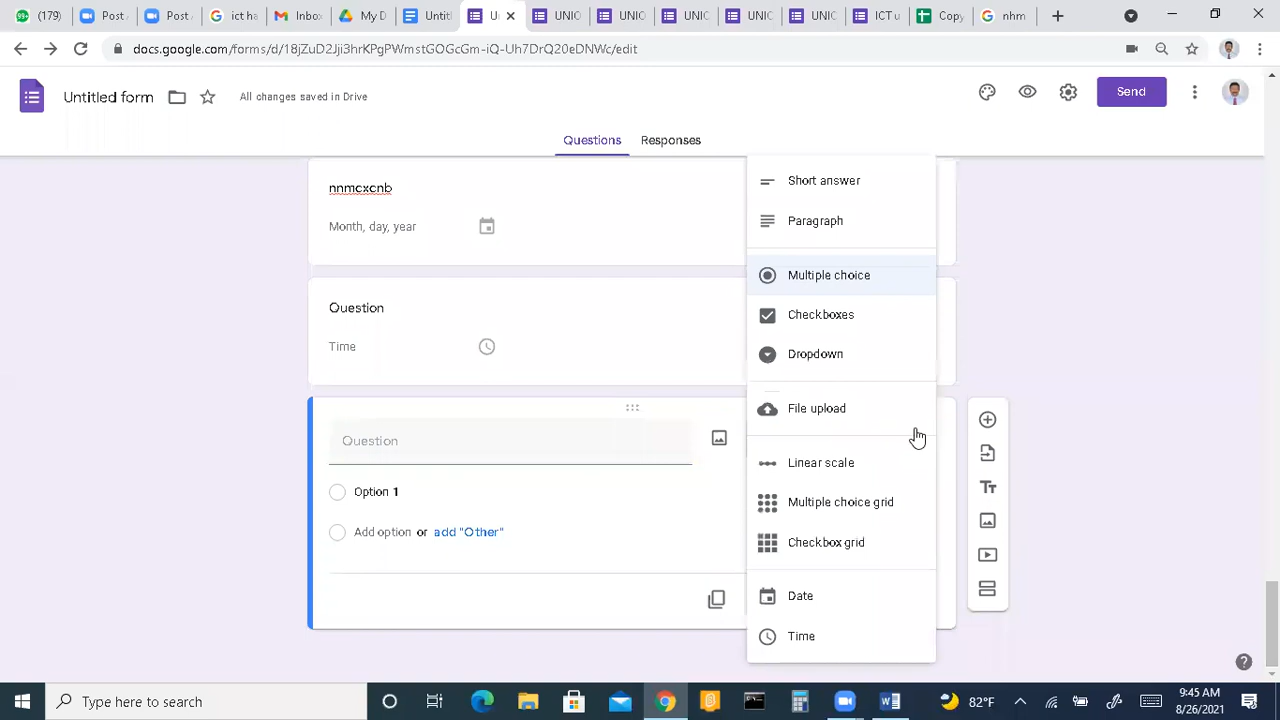 (179
Zoo
Post
ict ha
Inbox
My D
Untit
U
UNIC
UNIC
UNIC
UNIC
UNIC
ICT u
Copy
nhm
docs.google.com/forms/d/18jZuD2Jji3hrKPgPWmstGOGcGm-iQ-Uh7DrQ20eDNWc/edit
Untitled form
All changes saved in Drive
Send
Questions
Responses
nnmcxcnb
Month, day, year
Question
Time
Question
Option 1
Add option or add "Other"
Short answer
Paragraph
Multiple choice
Checkboxes
Dropdown
File upload
Linear scale
Multiple choice grid
Checkbox grid
Date
Time
Type here to search
82°F
9:45 AM
8/26/2021